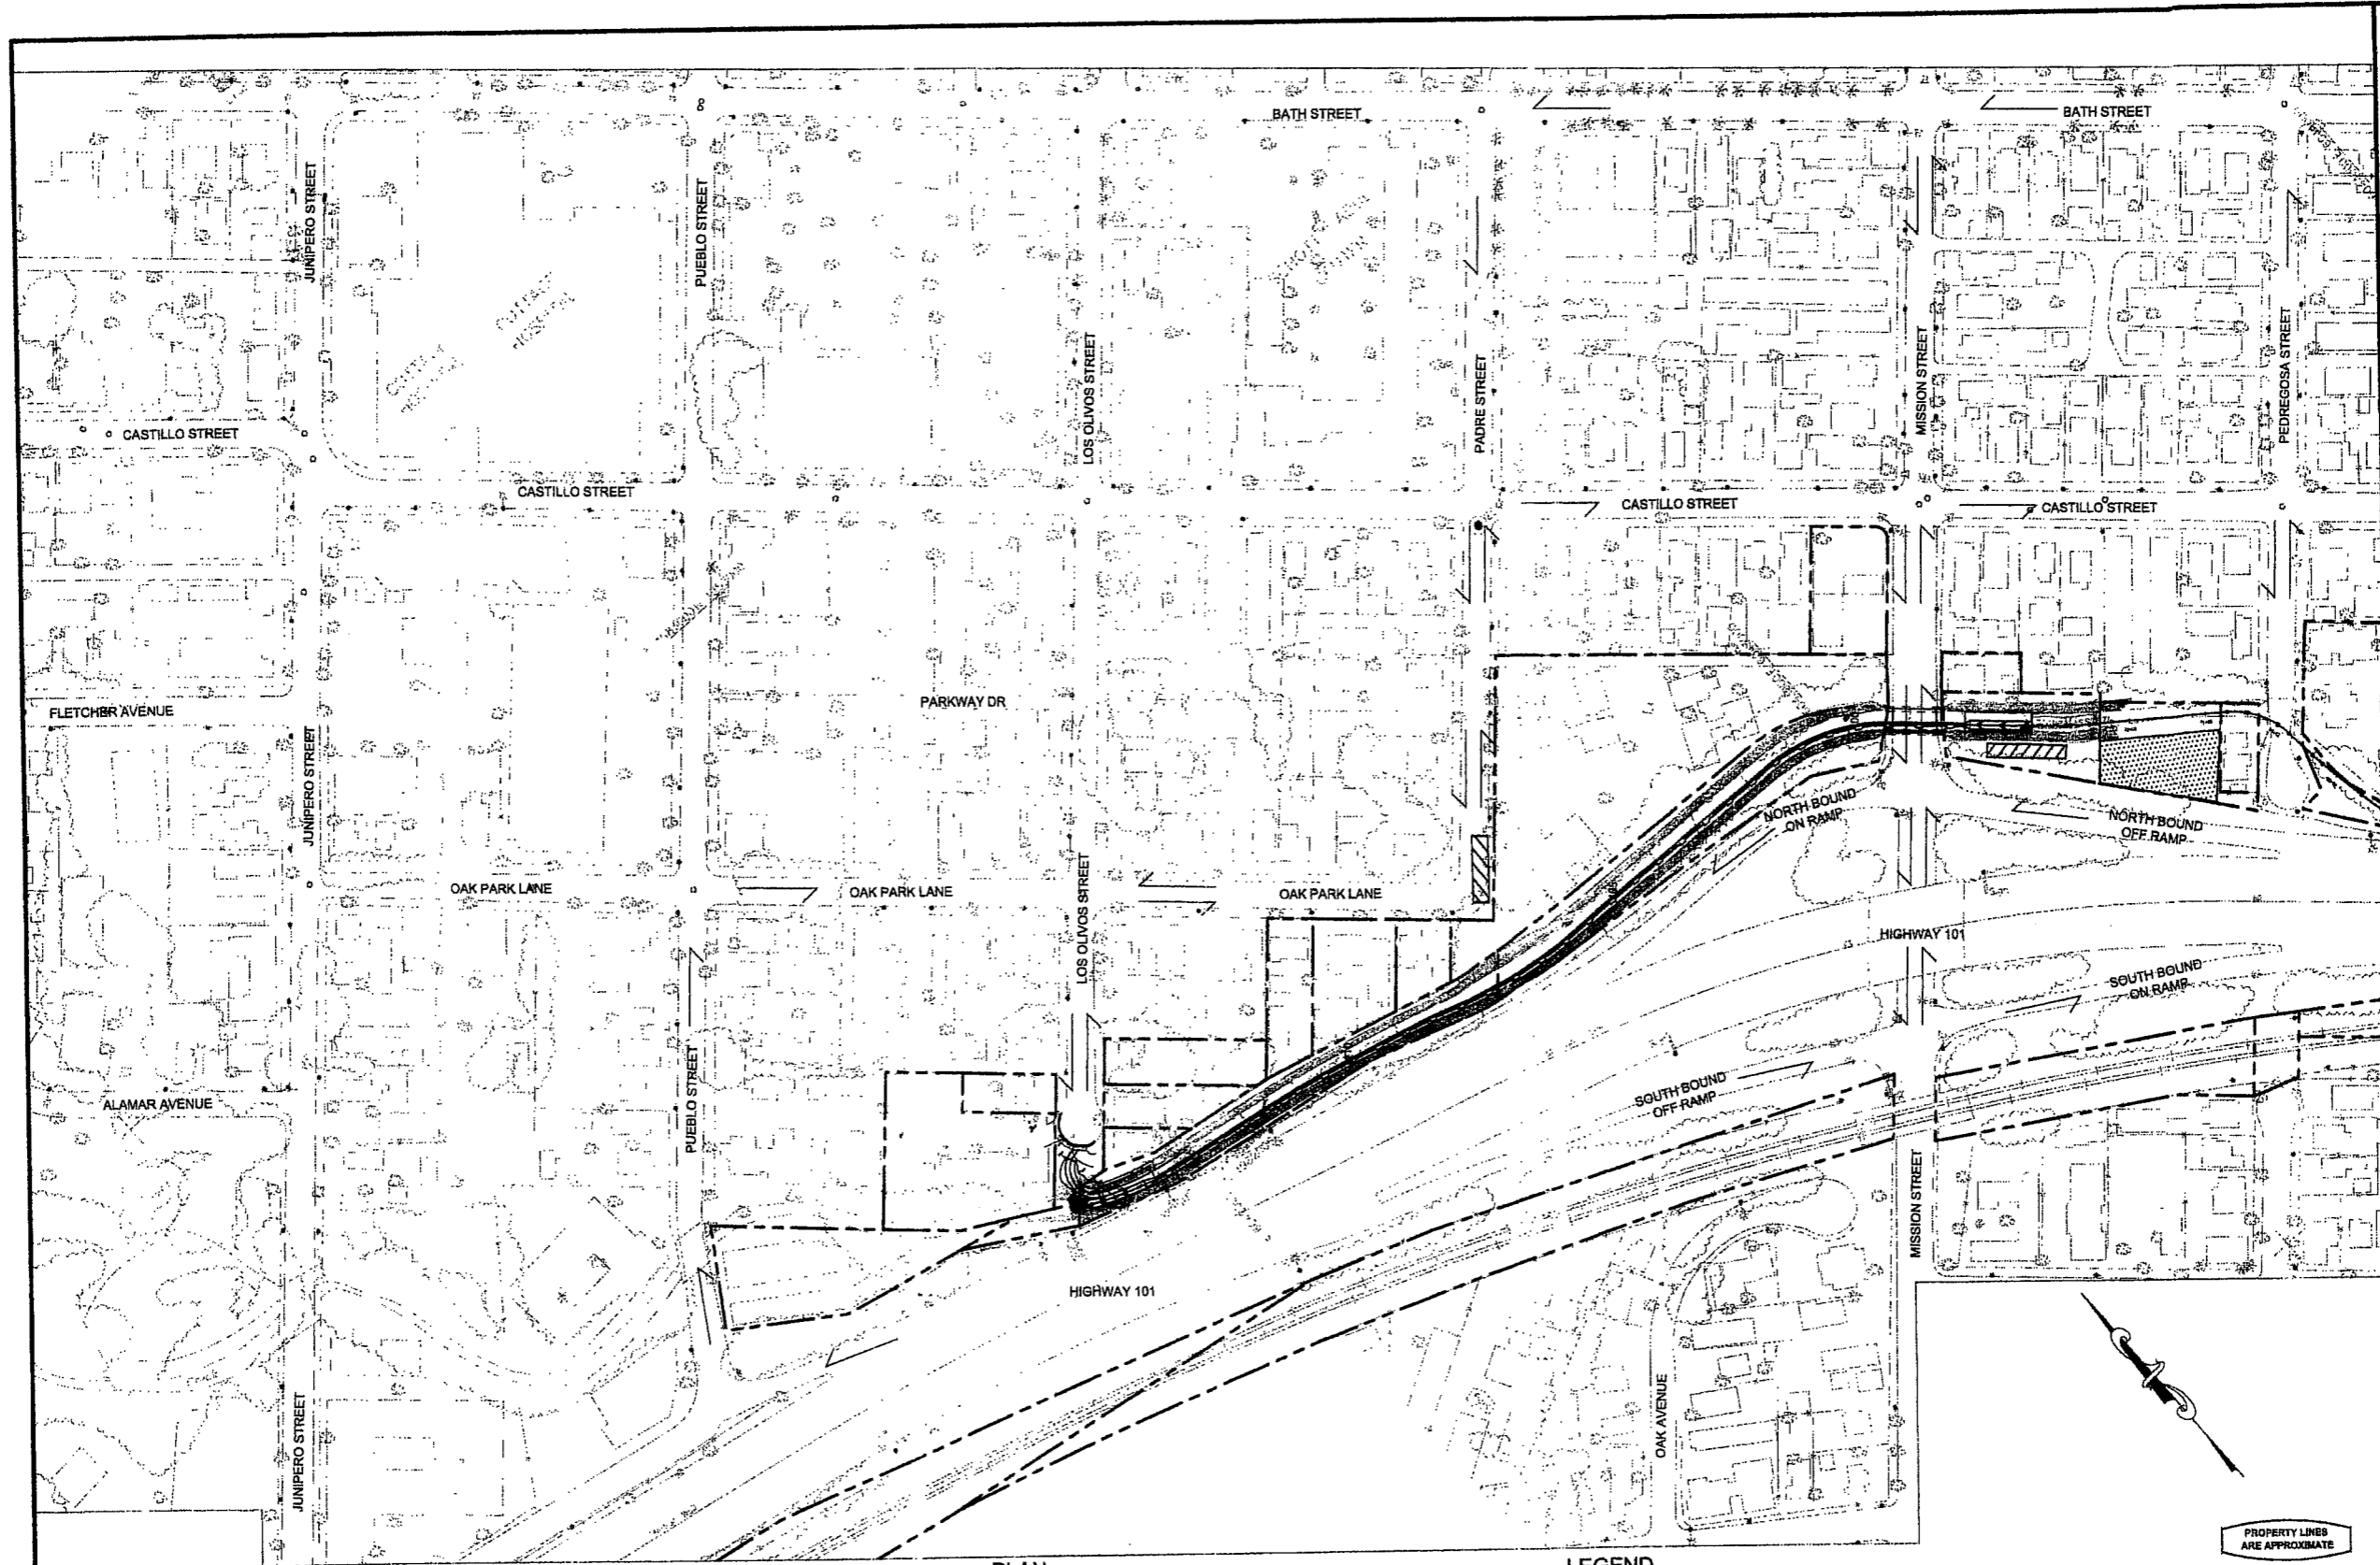 BATH STREET
BATH STREET
JUNIPERO STREET
PUEBLO STREET
COTTAGE
HOSPITAL
LOS OLIVOS STREET
PADRE STREET
MISSION STREET
PEDREGOSA STREET
CASTILLO STREET
CASTILLO STREET
CASTILLO STREET
CASTILLO STREET
FLETCHER AVENUE
JUNIPERO STREET
PARKWAY DR
NORTH BOUND
ON RAMP
NORTH BOUND
OFF RAMP
OAK PARK LANE
OAK PARK LANE
OAK PARK LANE
LOS OLIVOS STREET
HIGHWAY 101
SOUTH BOUND
ON RAMP
ALAMAR AVENUE
PUEBLO STREET
SOUTH BOUND
OFF RAMP
MISSION STREET
HIGHWAY 101
OAK AVENUE
JUNIPERO STREET
PROPERTY LINES
ARE APPROXIMATE
PLAN
LEGEND